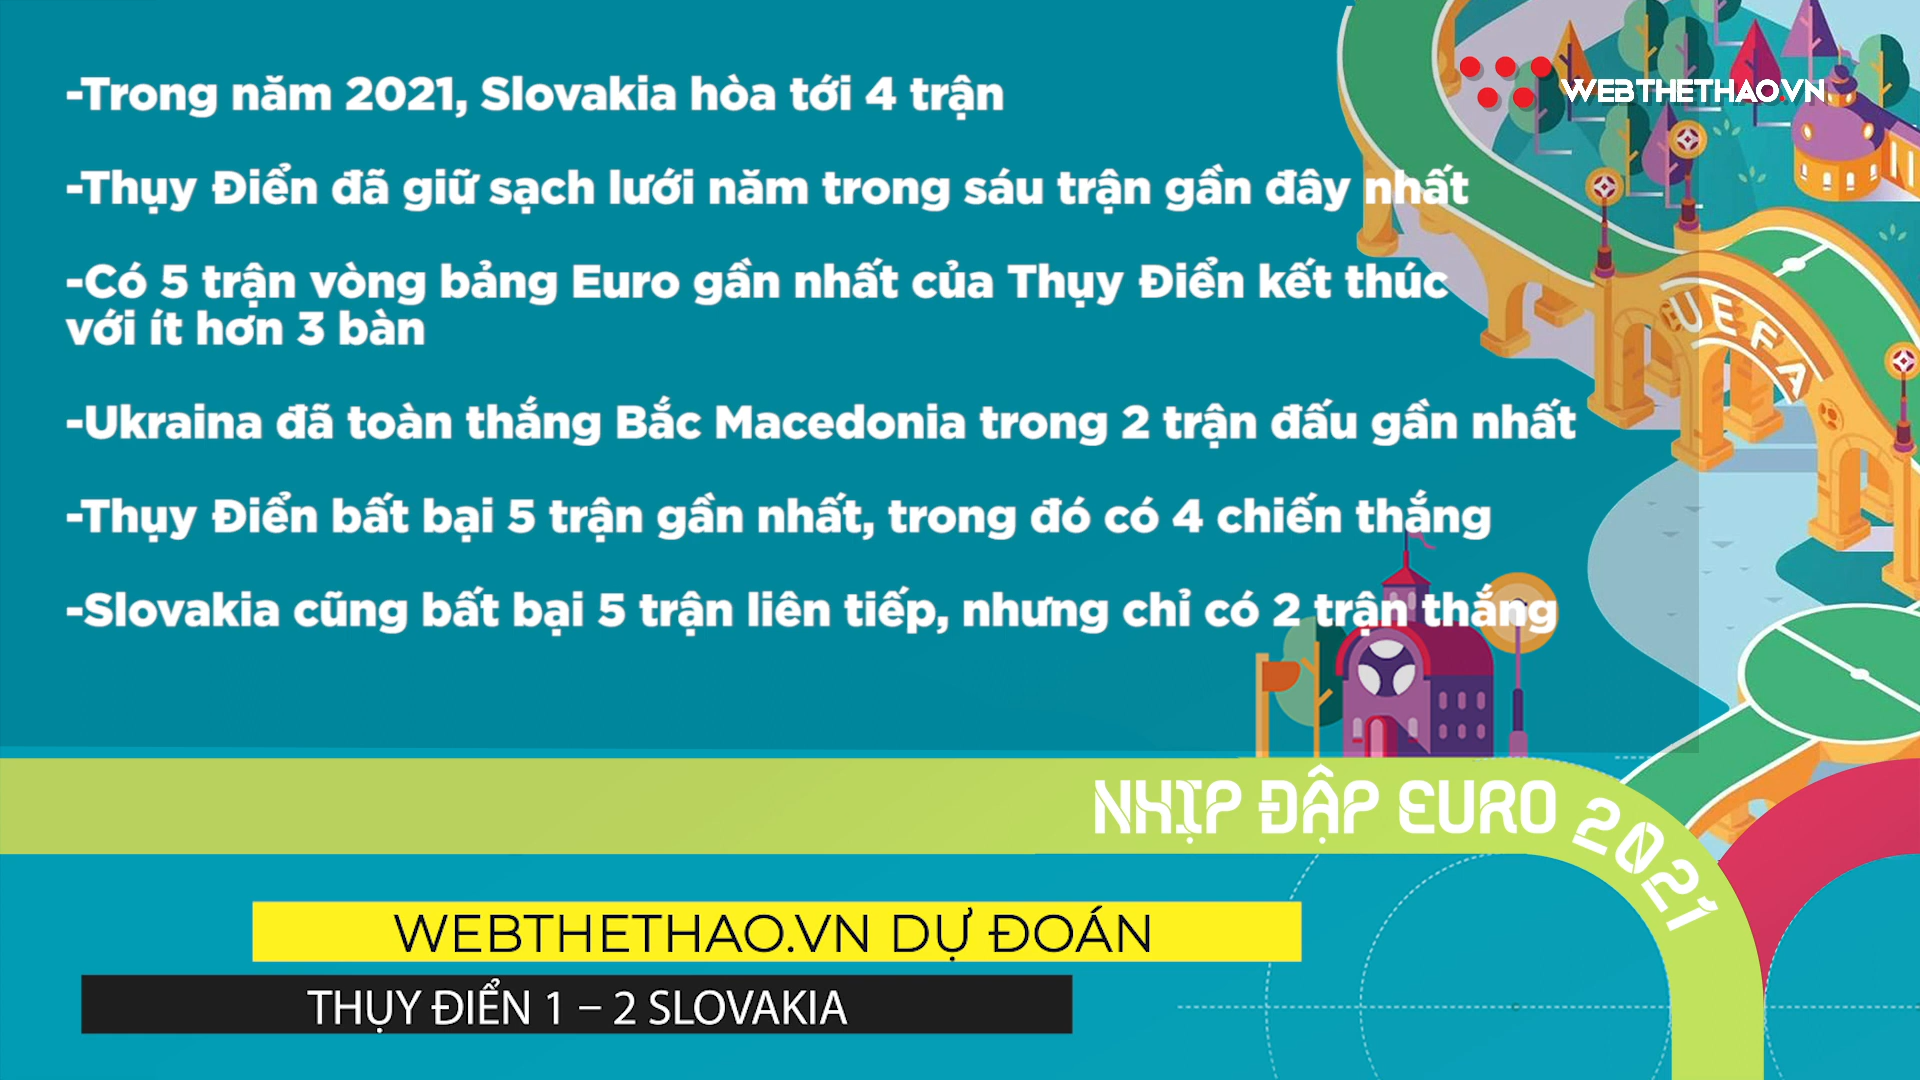 WEBTHETHAO.VN
-Trong năm 2021, Slovakia hòa tới 4 trận
-Thụy Điển đã giữ sạch lưới năm trong sáu trận gần đây nhất
-Có 5 trận vòng bảng Euro gần nhất của Thụy Điển kết thúc
với ít hơn 3 bàn
UEFA
-Ukraina đã toàn thắng Bắc Macedonia trong 2 trận đấu gần nhất
-Thụy Điển bất bại 5 trận gần nhất, trong đó có 4 chiến thắng
-Slovakia cũng bất bại 5 trận liên tiếp, nhưng chỉ có 2 trận thắng
NHỊP ĐẬP EURO 2021
WEBTHETHAO.VN DỰ ĐOÁN
THỤY ĐIỂN 1 – 2 SLOVAKIA